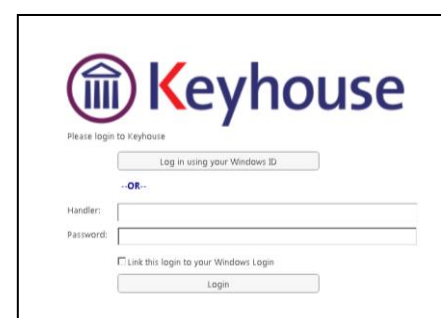 Keyhouse
Please login to Keyhouse
Log in using your Windows ID
--OR--
Handler:
Password:
Link this login to your Windows Login
Login